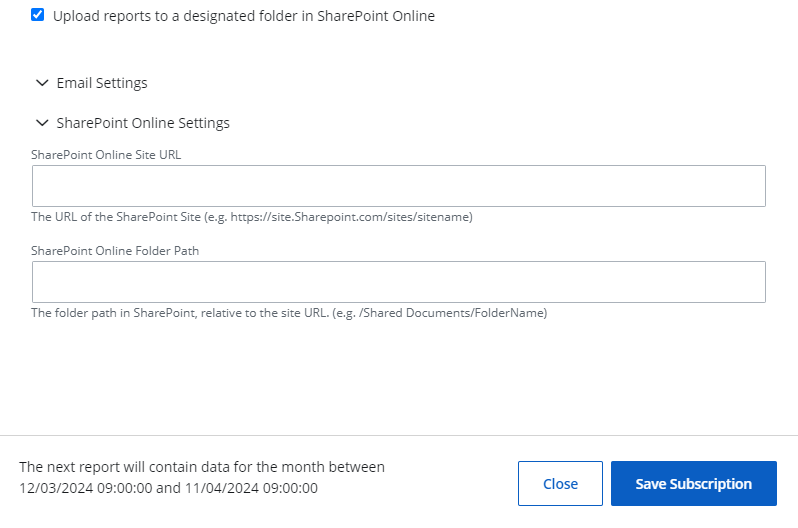 Upload reports to a designated folder in SharePoint Online
Email Settings
SharePoint Online Settings
SharePoint Online Site URL
The URL of the SharePoint Site (e.g. https://site.Sharepoint.com/sites/sitename)
SharePoint Online Folder Path
The folder path in SharePoint, relative to the site URL. (e.g. /Shared Documents/FolderName)
The next report will contain data for the month between
12/03/2024 09:00:00 and 11/04/2024 09:00:00
Close
Save Subscription